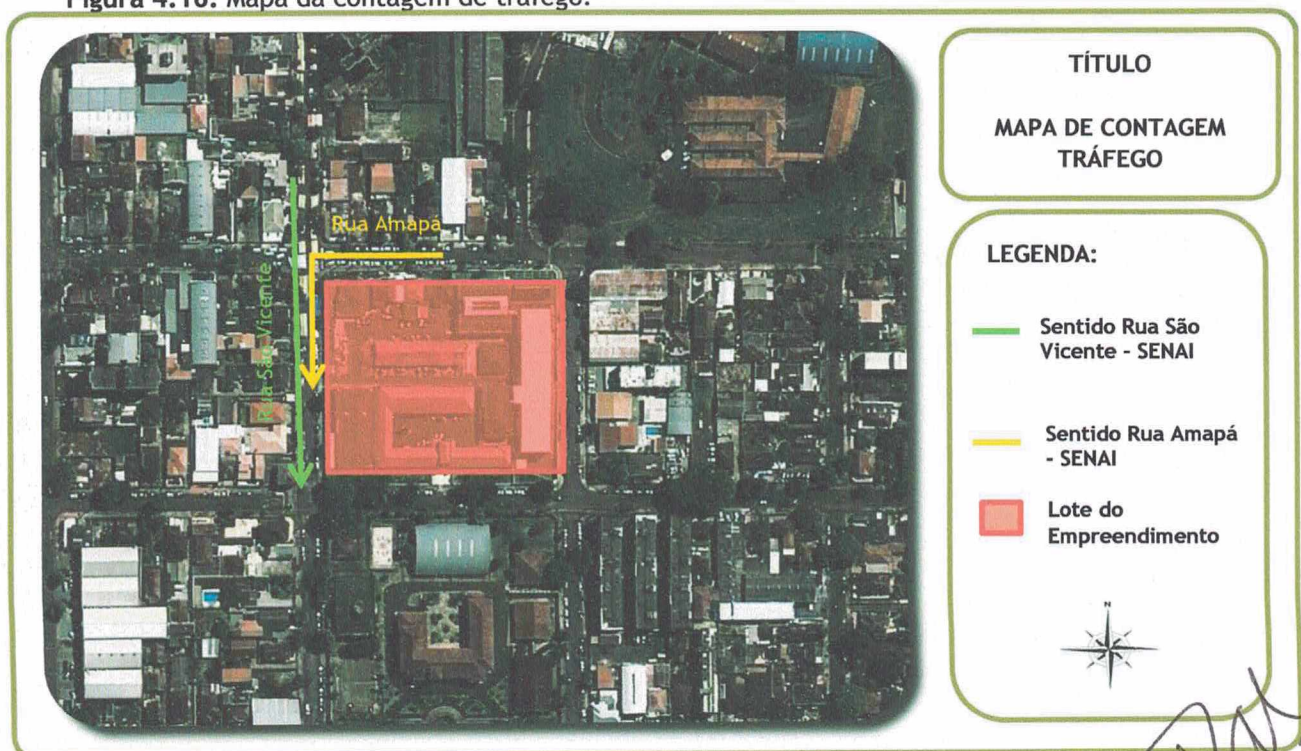 Figura 4.16. Mapa da contagem de tráfego.
TÍTULO
MAPA DE CONTAGEM
TRÁFEGO
Rua Amapá
Rua São Vicente
LEGENDA:
Sentido Rua São
Vicente - SENAI
Sentido Rua Amapá
- SENAI
Lote do
Empreendimento
N